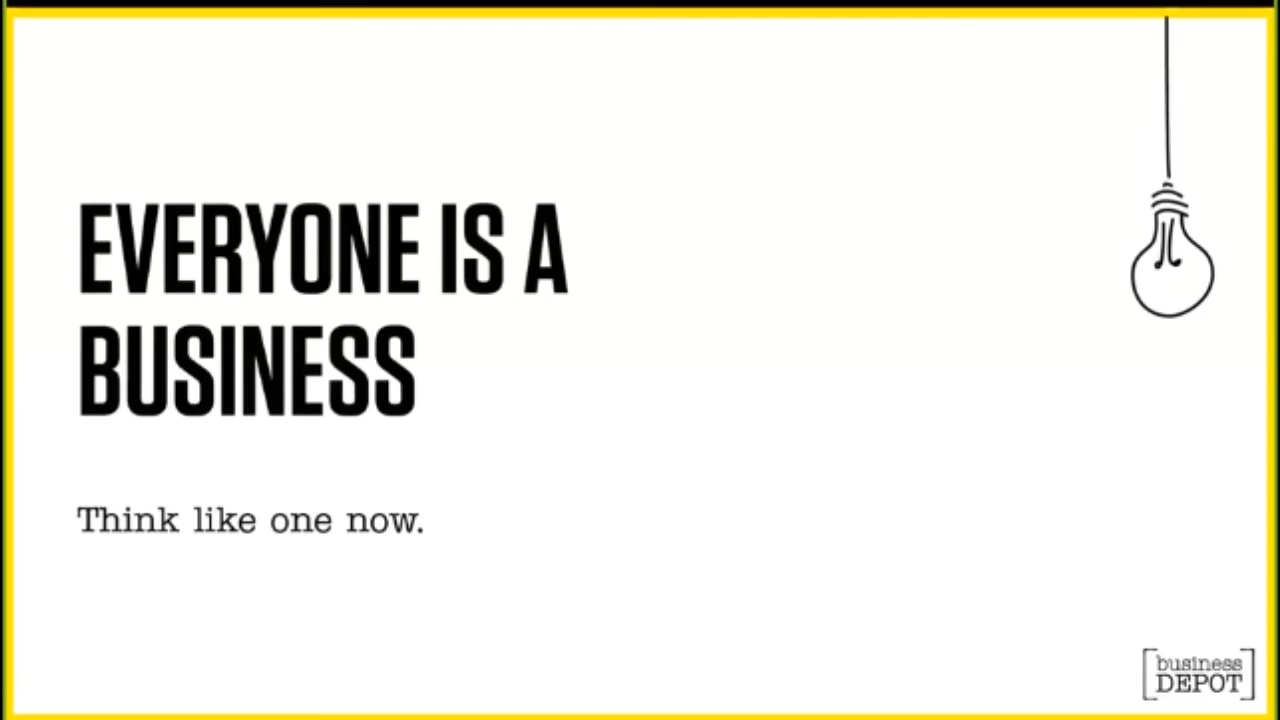 EVERYONE IS A
BUSINESS
Think like one now.
business
DEPOT